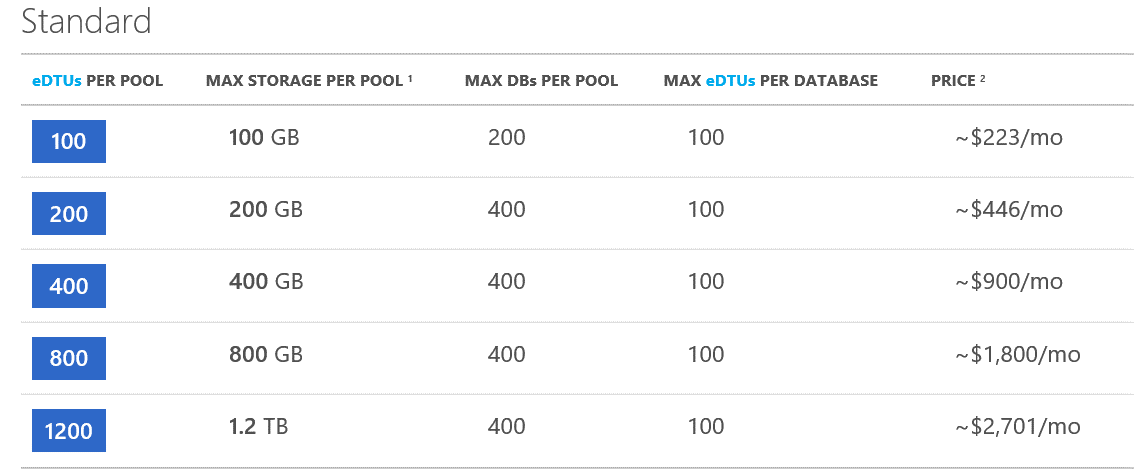 Standard
eDTUs PER POOL MAX STORAGE PER POOL ¹ MAX DBs PER POOL MAX eDTUs PER DATABASE PRICE ²
100 100 GB 200 100 ~$223/mo
200 200 GB 400 100 ~$446/mo
400 400 GB 400 100 ~$900/mo
800 800 GB 400 100 ~$1,800/mo
1200 1.2 TB 400 100 ~$2,701/mo